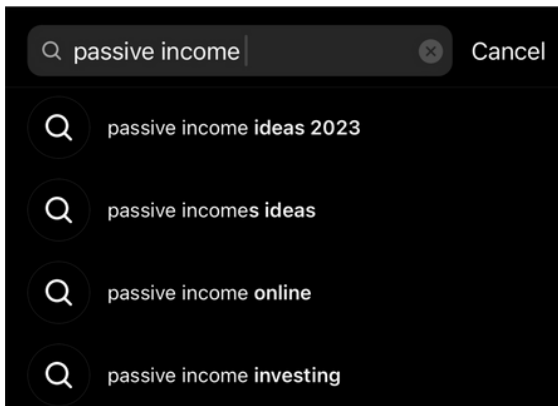 passive income
Cancel
passive income ideas 2023
passive incomes ideas
passive income online
passive income investing